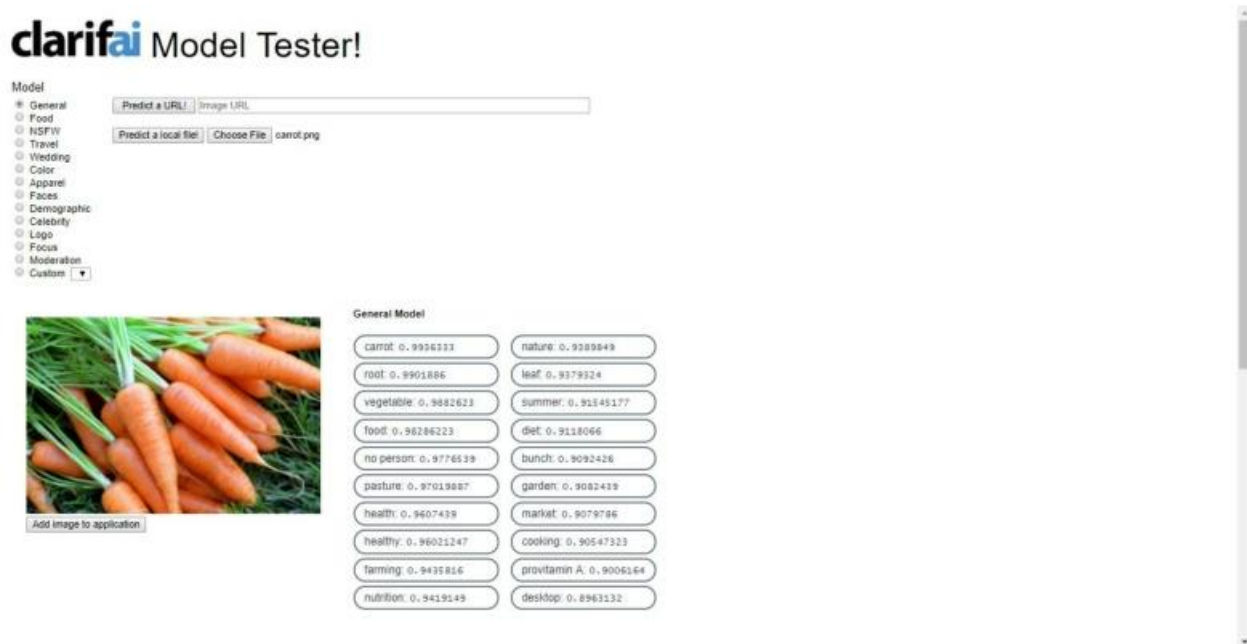 clarifai Model Tester!
Model
General
Food
NSFW
Travel
Wedding
Color
Apparel
Faces
Demographic
Celebrity
Logo
Focus
Moderation
Custom
Predict a URL! Image URL
Predict a local file! Choose File carrot.png
Add image to application
General Model
carrot: 0.9936333
root: 0.9901886
vegetable: 0.9882623
food: 0.98286223
no person: 0.9776539
pasture: 0.97019887
health: 0.9607439
healthy: 0.96021247
farming: 0.9435816
nutrition: 0.9419149
nature: 0.9389849
leaf: 0.9379324
summer: 0.91545177
diet: 0.9118066
bunch: 0.9092426
garden: 0.9082439
market: 0.9079786
cooking: 0.90547323
provitamin A: 0.9006164
desktop: 0.8963132